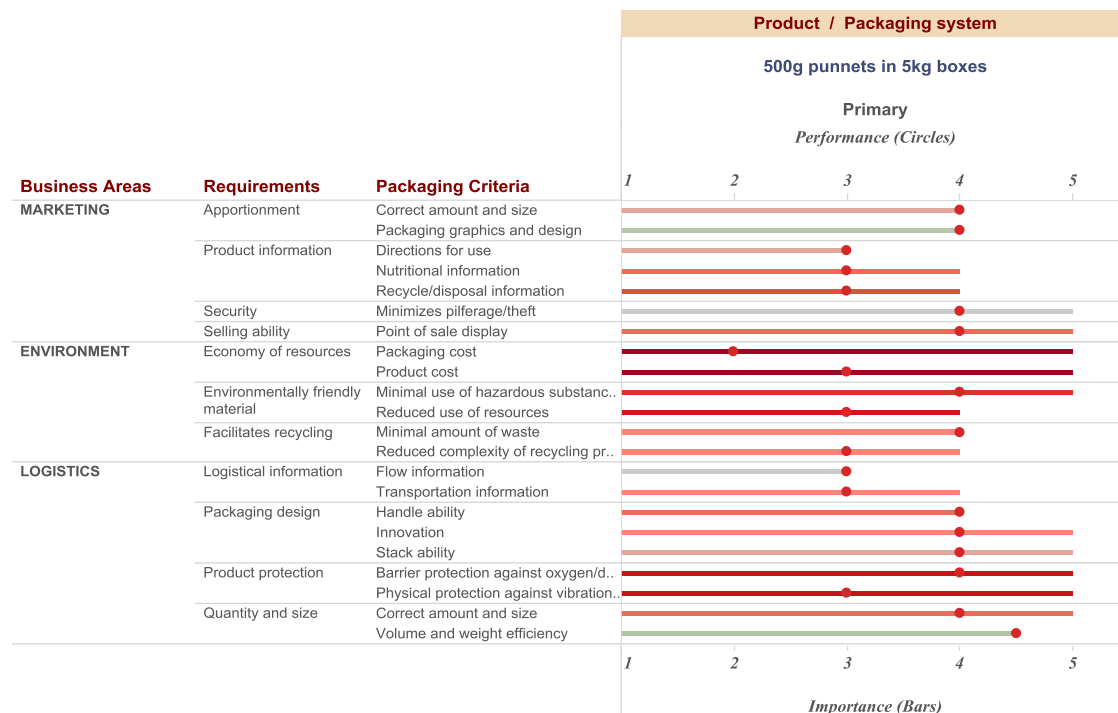 Product / Packaging system
500g punnets in 5kg boxes
Primary
Performance (Circles)
Business Areas Requirements Packaging Criteria 1 2 3 4 5
MARKETING Apportionment Correct amount and size
Packaging graphics and design
Product information Directions for use
Nutritional information
Recycle/disposal information
Security Minimizes pilferage/theft
Selling ability Point of sale display
ENVIRONMENT Economy of resources Packaging cost
Product cost
Environmentally friendly Minimal use of hazardous substanc..
material Reduced use of resources
Facilitates recycling Minimal amount of waste
Reduced complexity of recycling pr..
LOGISTICS Logistical information Flow information
Transportation information
Packaging design Handle ability
Innovation
Stack ability
Product protection Barrier protection against oxygen/d..
Physical protection against vibration..
Quantity and size Correct amount and size
Volume and weight efficiency
1 2 3 4 5
Importance (Bars)